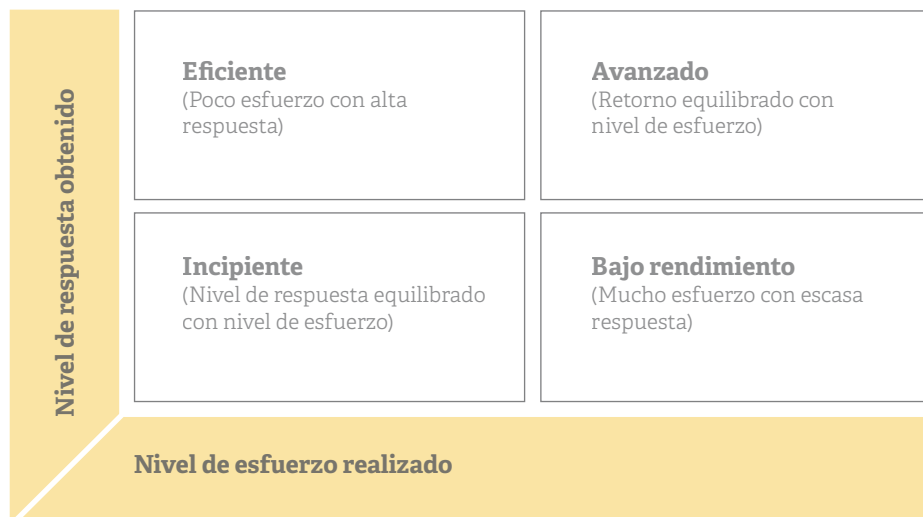 Nivel de respuesta obtenido
Eficiente
(Poco esfuerzo con alta
respuesta)
Avanzado
(Retorno equilibrado con
nivel de esfuerzo)
Incipiente
(Nivel de respuesta equilibrado
con nivel de esfuerzo)
Bajo rendimiento
(Mucho esfuerzo con escasa
respuesta)
Nivel de esfuerzo realizado